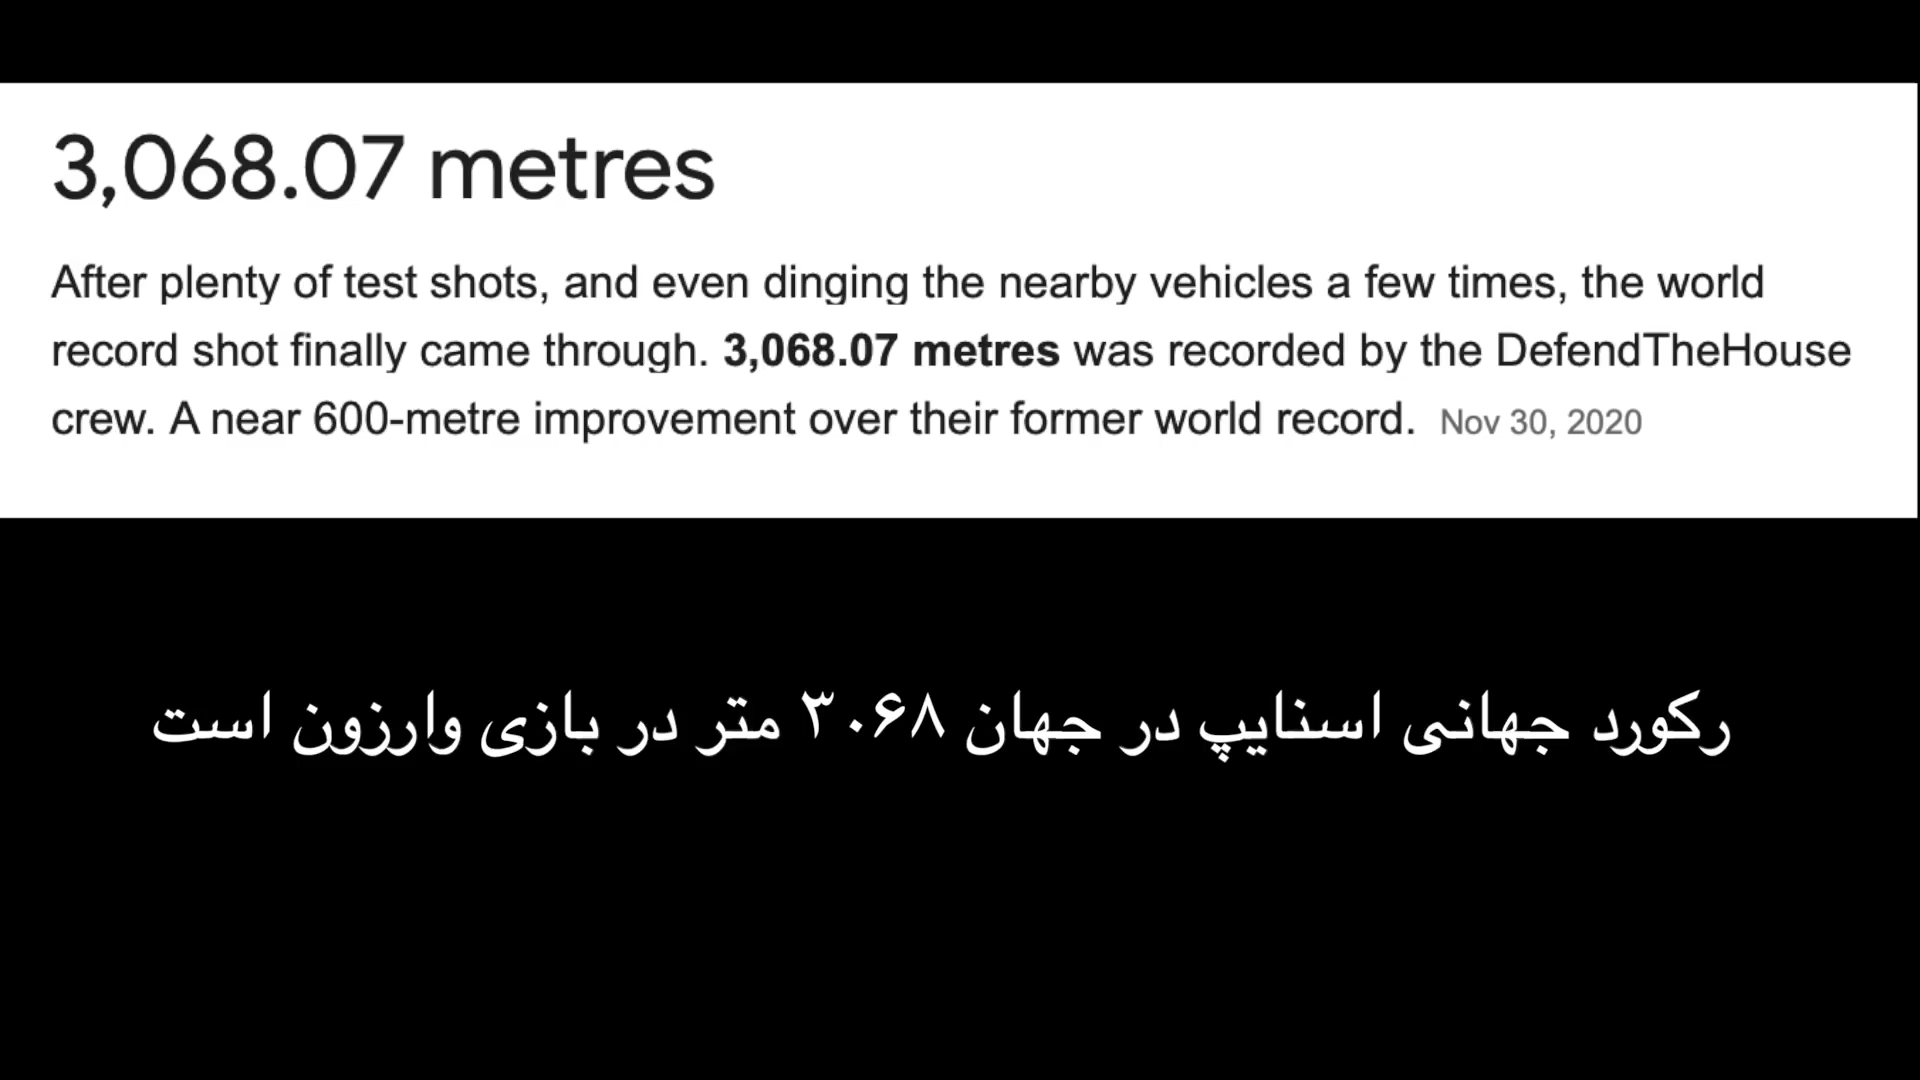 3,068.07 metres
After plenty of test shots, and even dinging the nearby vehicles a few times, the world
record shot finally came through. 3,068.07 metres was recorded by the DefendTheHouse
crew. A near 600-metre improvement over their former world record. Nov 30, 2020
رکورد جهانی اسنایپ در جهان ۳۰۶۸ متر در بازی وارزون است